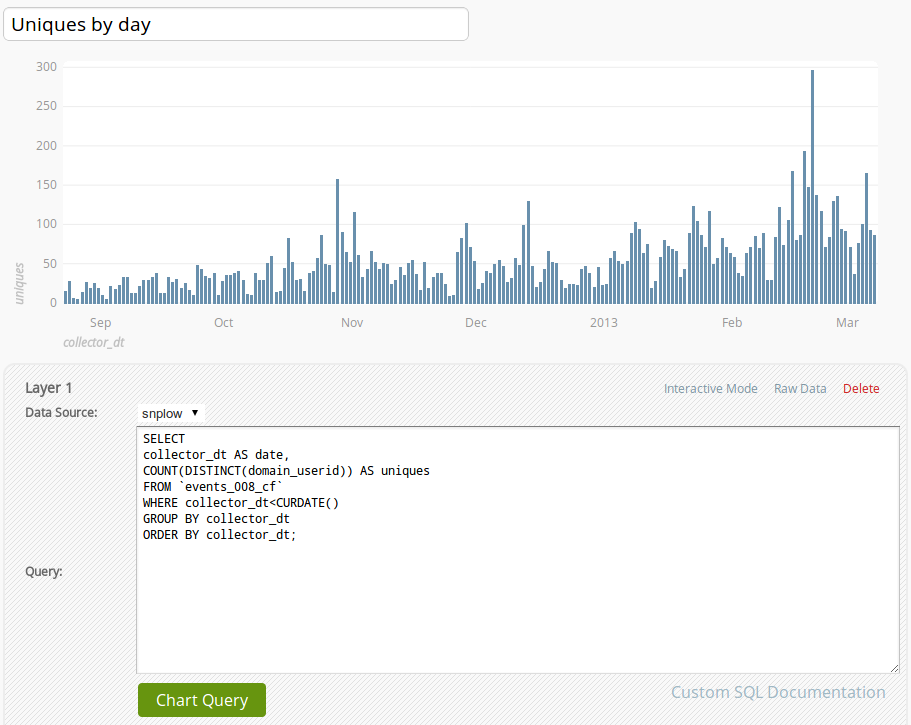 Uniques by day
300
250
200
150
100
50
0
uniques
Sep Oct Nov Dec 2013 Feb Mar
collector_dt
Layer 1 Interactive Mode Raw Data Delete
Data Source: snplow ▼
SELECT
collector_dt AS date,
COUNT(DISTINCT(domain_userid)) AS uniques
FROM `events_008_cf`
WHERE collector_dt<CURDATE()
GROUP BY collector_dt
ORDER BY collector_dt;
Query:
Chart Query Custom SQL Documentation